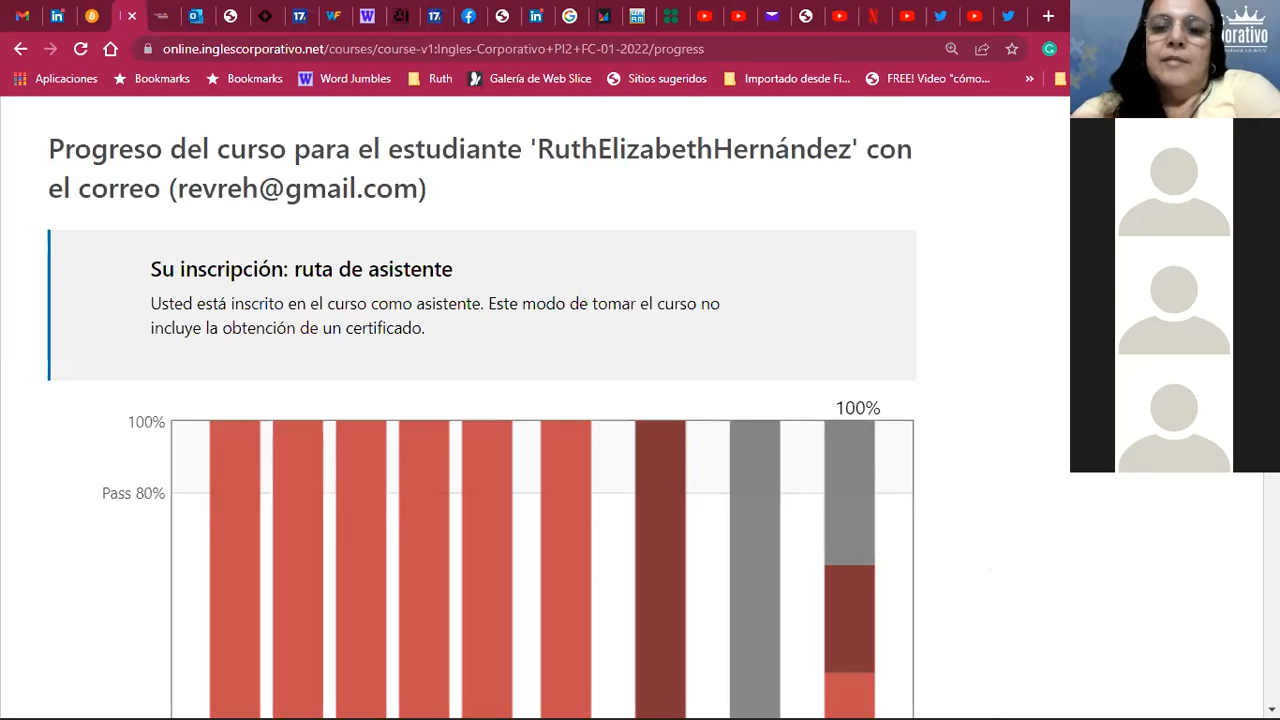 online.inglescorporativo.net/courses/course-v1:Ingles-Corporativo+PI2+FC-01-2022/progress
Aplicaciones Bookmarks Bookmarks Word Jumbles Ruth Galería de Web Slice Sitios sugeridos Importado desde Fi... FREE! Video "cómo... »
Progreso del curso para el estudiante 'RuthElizabethHernández' con
el correo (revreh@gmail.com)
Su inscripción: ruta de asistente
Usted está inscrito en el curso como asistente. Este modo de tomar el curso no
incluye la obtención de un certificado.
100%
100%
Pass 80%